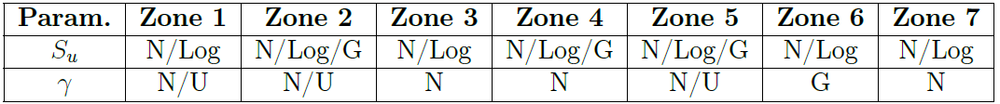 Param. Zone 1 Zone 2 Zone 3 Zone 4 Zone 5 Zone 6 Zone 7
S_u N/Log N/Log/G N/Log N/Log/G N/Log/G N/Log N/Log
γ N/U N/U N N N/U G N